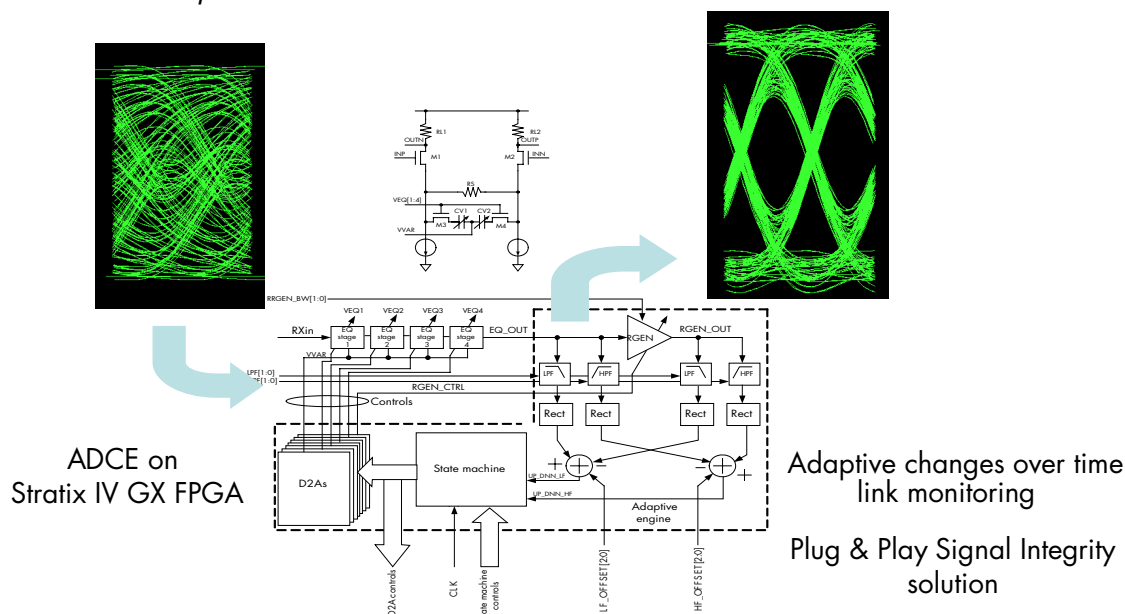 RL1
RL2
OUTN
OUTP
INP
M1
M2
INN
RS
VEQ[1:4]
CV1
CV2
M3
M4
VVAR
RRGEN_BW[1:0]
VEQ1
VEQ2
VEQ3
VEQ4
RXin
EQ
stage
1
EQ
stage
2
EQ
stage
3
EQ
stage
4
EQ_OUT
RGEN
RGEN_OUT
VVAR
LPF[1:0]
RGEN_CTRL
LPF
HPF
LPF
HPF
Controls
Rect
Rect
Rect
Rect
ADCE on
Stratix IV GX FPGA
D2As
State machine
+
−
−
+
UP_DNN_LF
UP_DNN_HF
Adaptive
engine
Adaptive changes over time
link monitoring
Plug & Play Signal Integrity
solution
D2A controls
CLK
controls
LF_OFFSET[2:0]
HF_OFFSET[2:0]